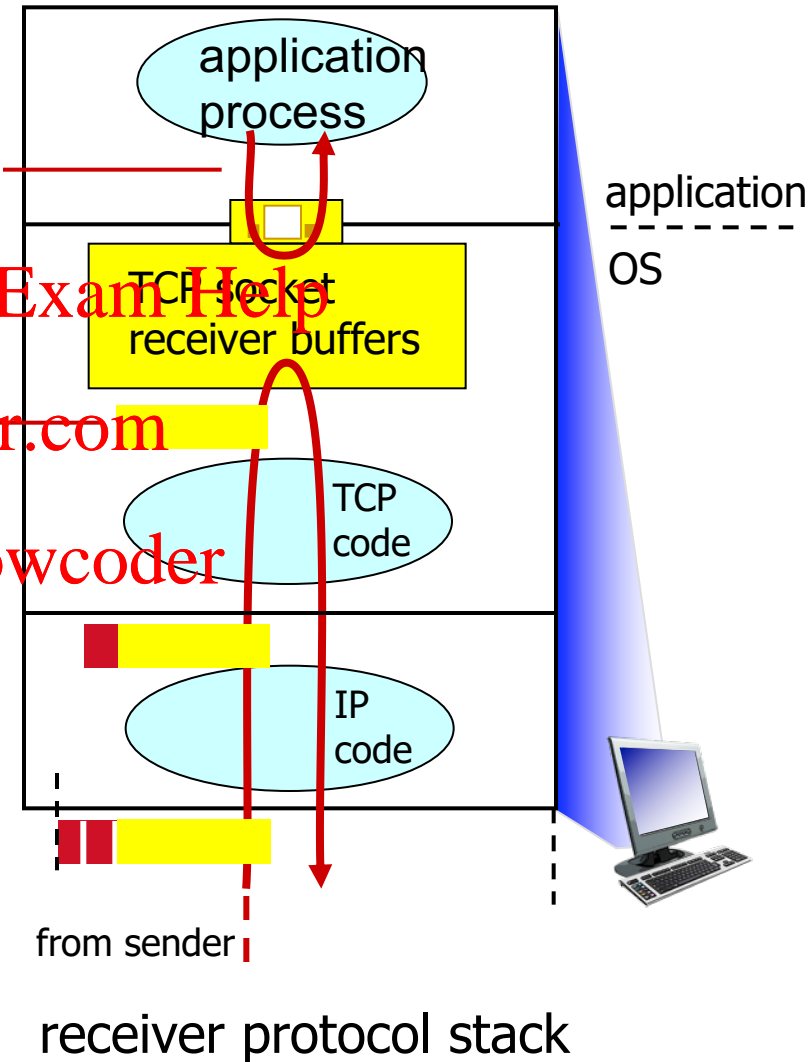 application
process
application
OS
Exam Help
TCP socket
receiver buffers
r.com
TCP
code
owcoder
IP
code
from sender
receiver protocol stack